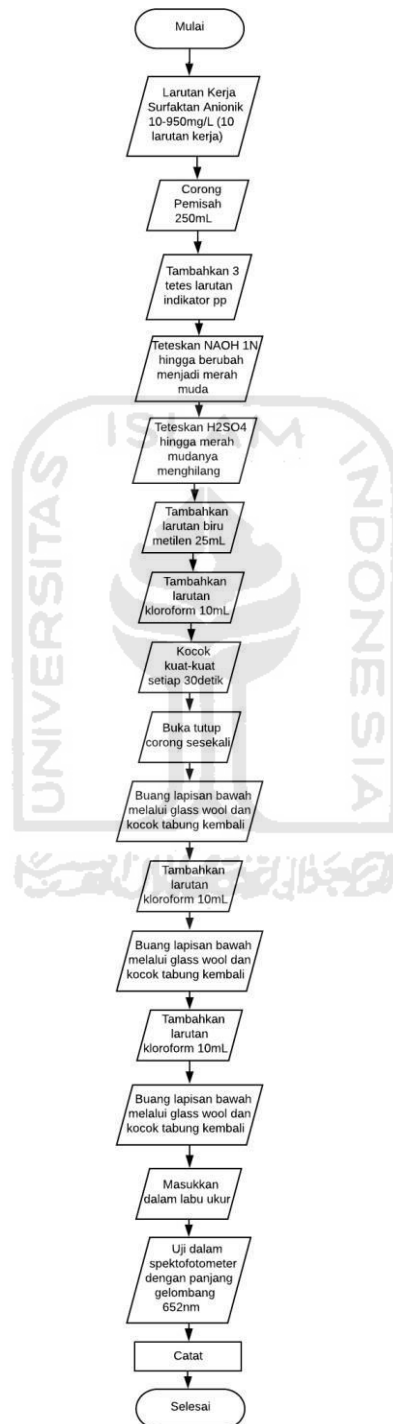 Mulai
Larutan Kerja
Surfaktan Anionik
10-950mg/L (10
larutan kerja)
Corong
Pemisah
250mL
Tambahkan 3
tetes larutan
indikator pp
Teteskan NAOH 1N
hingga berubah
menjadi merah
muda
Teteskan H2SO4
hingga merah
mudanya
menghilang
Tambahkan
larutan biru
metilen 25mL
Tambahkan
larutan
kloroform 10mL
Kocok
kuat-kuat
setiap 30detik
Buka tutup
corong sesekali
Buang lapisan bawah
melalui glass wool dan
kocok tabung kembali
Tambahkan
larutan
kloroform 10mL
Buang lapisan bawah
melalui glass wool dan
kocok tabung kembali
Tambahkan
larutan
kloroform 10mL
Buang lapisan bawah
melalui glass wool dan
kocok tabung kembali
Masukkan
dalam labu ukur
Uji dalam
spektofotometer
dengan panjang
gelombang
652nm
Catat
Selesai
UNIVERSITAS
ISLAM
INDONESIA